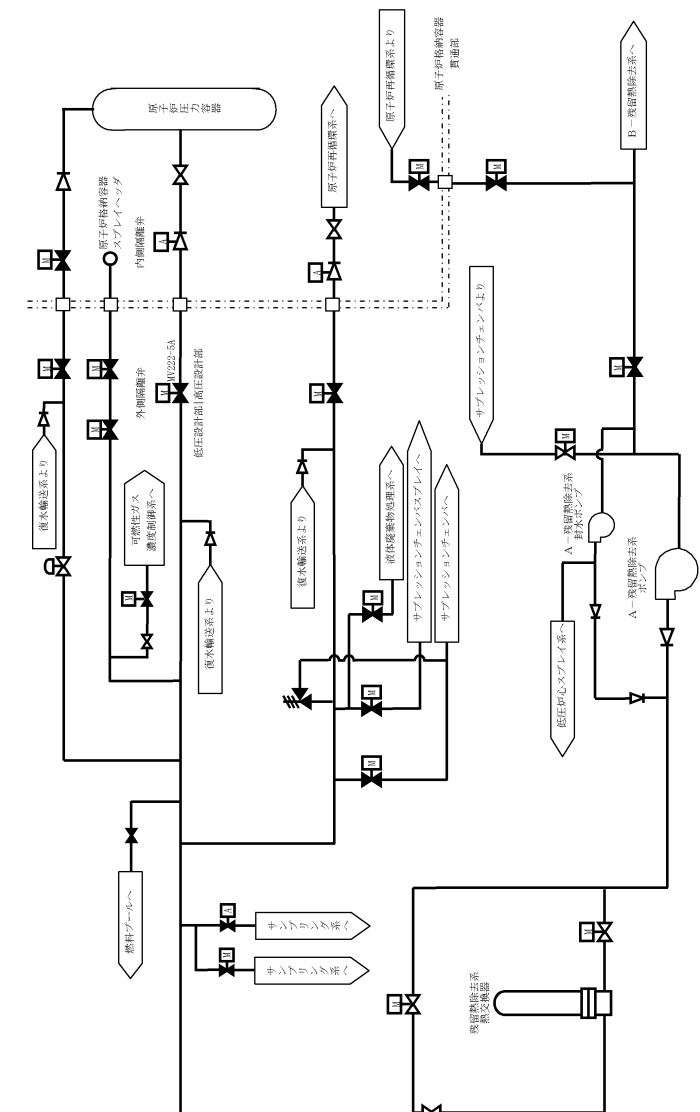 原子炉再循環系より
原子炉格納容器
貫通部
B－残留熱除去系へ
原子炉圧力容器
原子炉再循環系へ
原子炉格納容器
スプレイヘッダ
内側隔離弁
M
M
M
A
A
サプレッションチェンバより
MV222-5A
低圧設計部|高圧設計部
外側隔離弁
M
M
M
M
M
M
M
復水輸送系より
可燃性ガス
濃度制御系へ
復水輸送系より
復水輸送系より
液体廃棄物処理系へ
サプレッションチェンバスプレイへ
サプレッションチェンバへ
A－残留熱除去系
封水ポンプ
A－残留熱除去系
ポンプ
低圧炉心スプレイ系へ
M
M
M
M
燃料プールへ
A
サンプリング系へ
M
サンプリング系へ
M
M
残留熱除去系
熱交換器